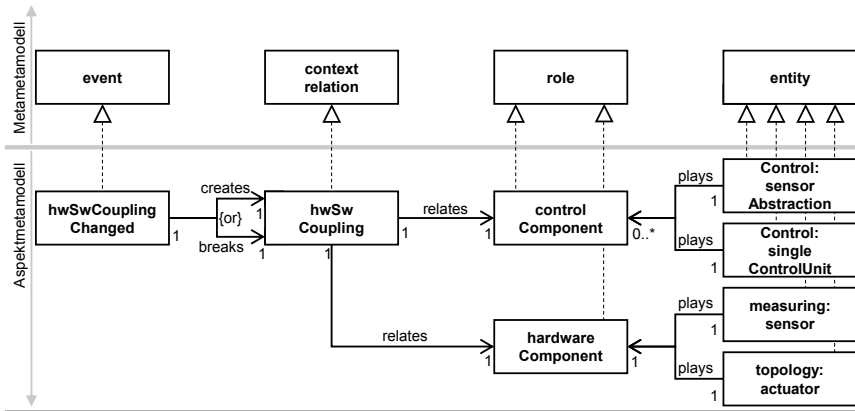 Metametamodell
event
context
relation
role
entity
Aspektmetamodell
hwSwCoupling
Changed
1
creates
{or}
breaks
1
1
hwSw
Coupling
1
1
relates
1
control
Component
0..*
plays
1
Control:
sensor
Abstraction
plays
1
Control:
single
ControlUnit
relates
1
hardware
Component
1
plays
1
measuring:
sensor
plays
1
topology:
actuator